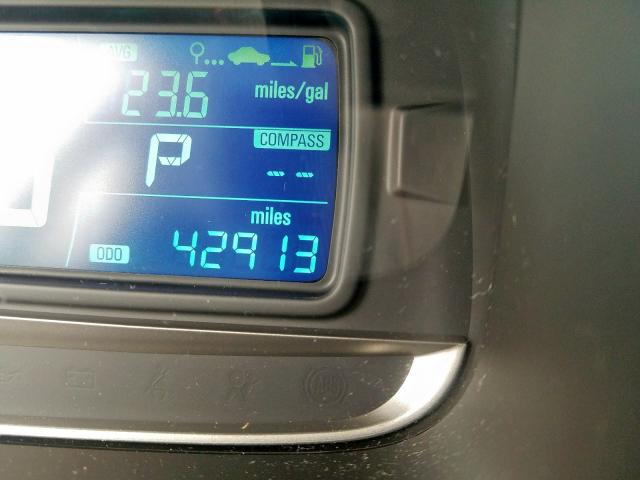 AVG
23.6 miles/gal
P
COMPASS
-- --
miles
ODO 42913